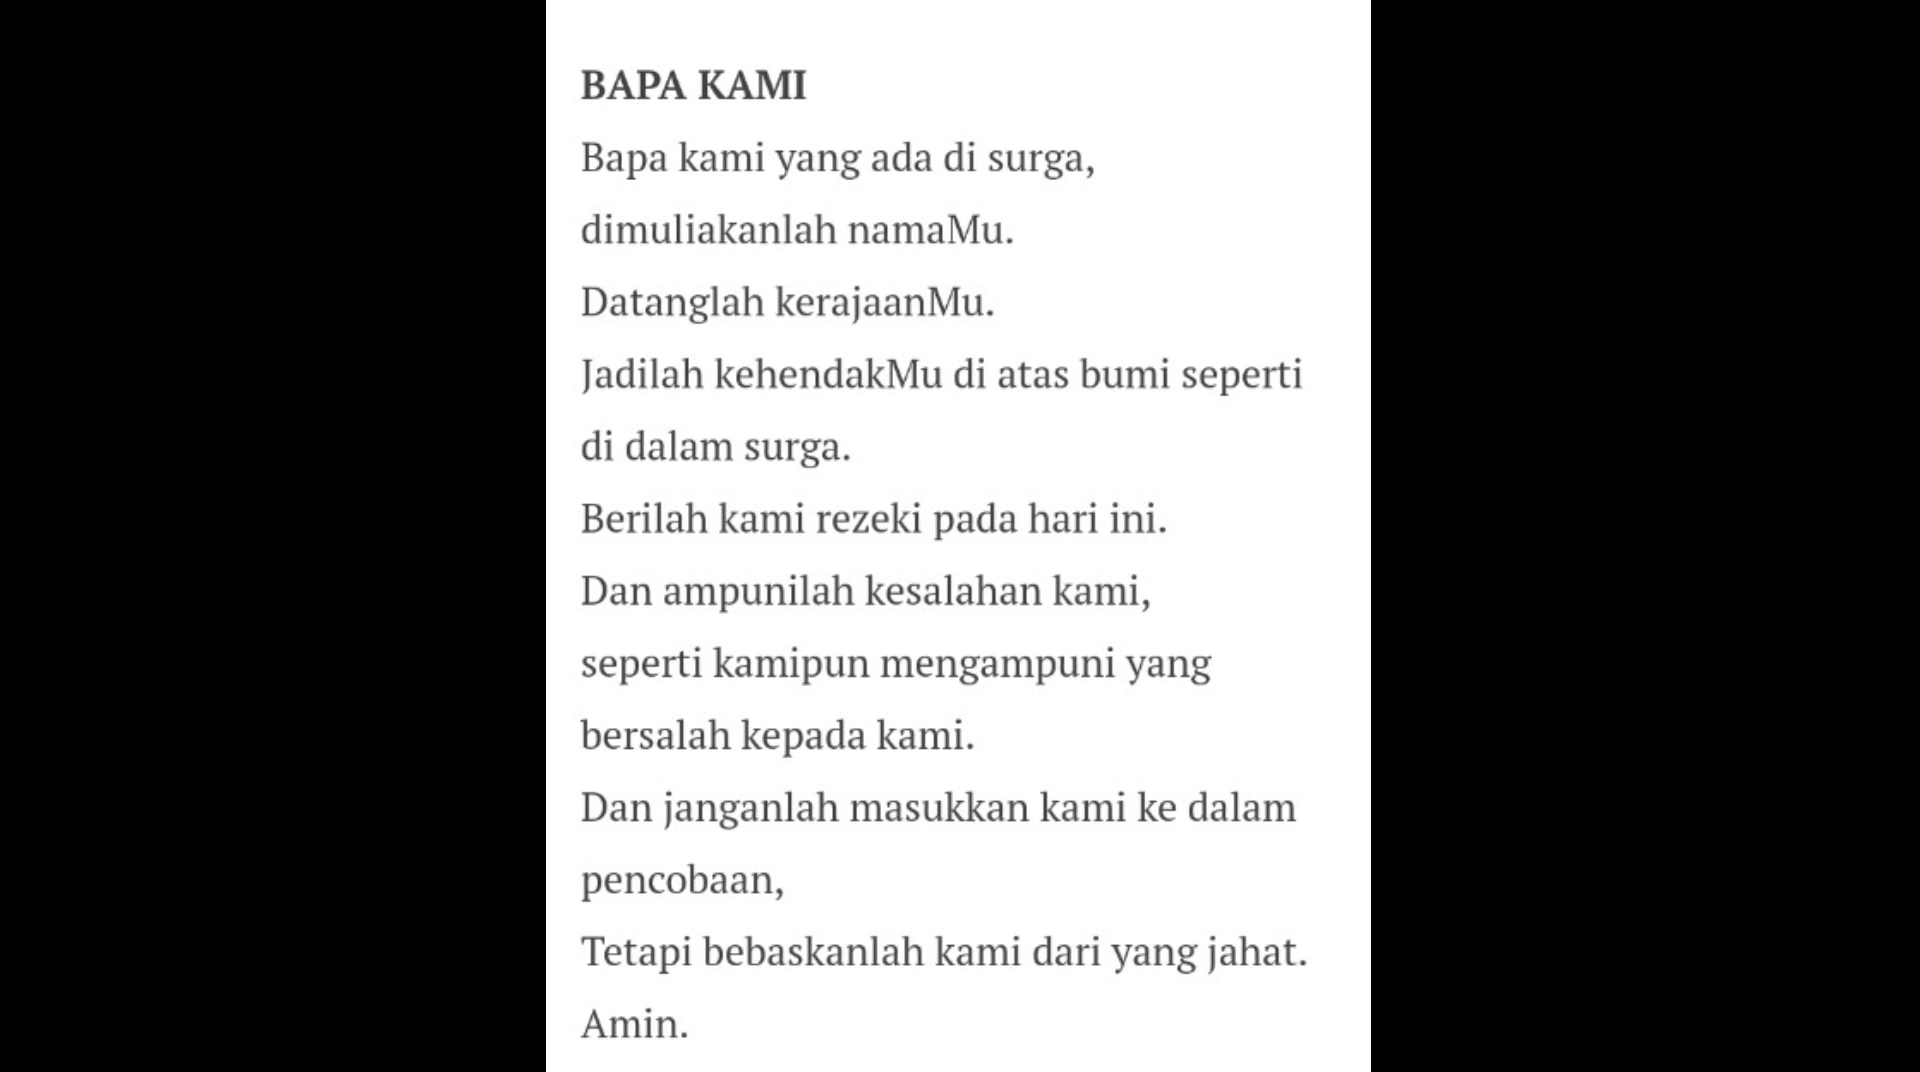 BAPA KAMI
Bapa kami yang ada di surga,
dimuliakanlah namaMu.
Datanglah kerajaanMu.
Jadilah kehendakMu di atas bumi seperti
di dalam surga.
Berilah kami rezeki pada hari ini.
Dan ampunilah kesalahan kami,
seperti kamipun mengampuni yang
bersalah kepada kami.
Dan janganlah masukkan kami ke dalam
pencobaan,
Tetapi bebaskanlah kami dari yang jahat.
Amin.